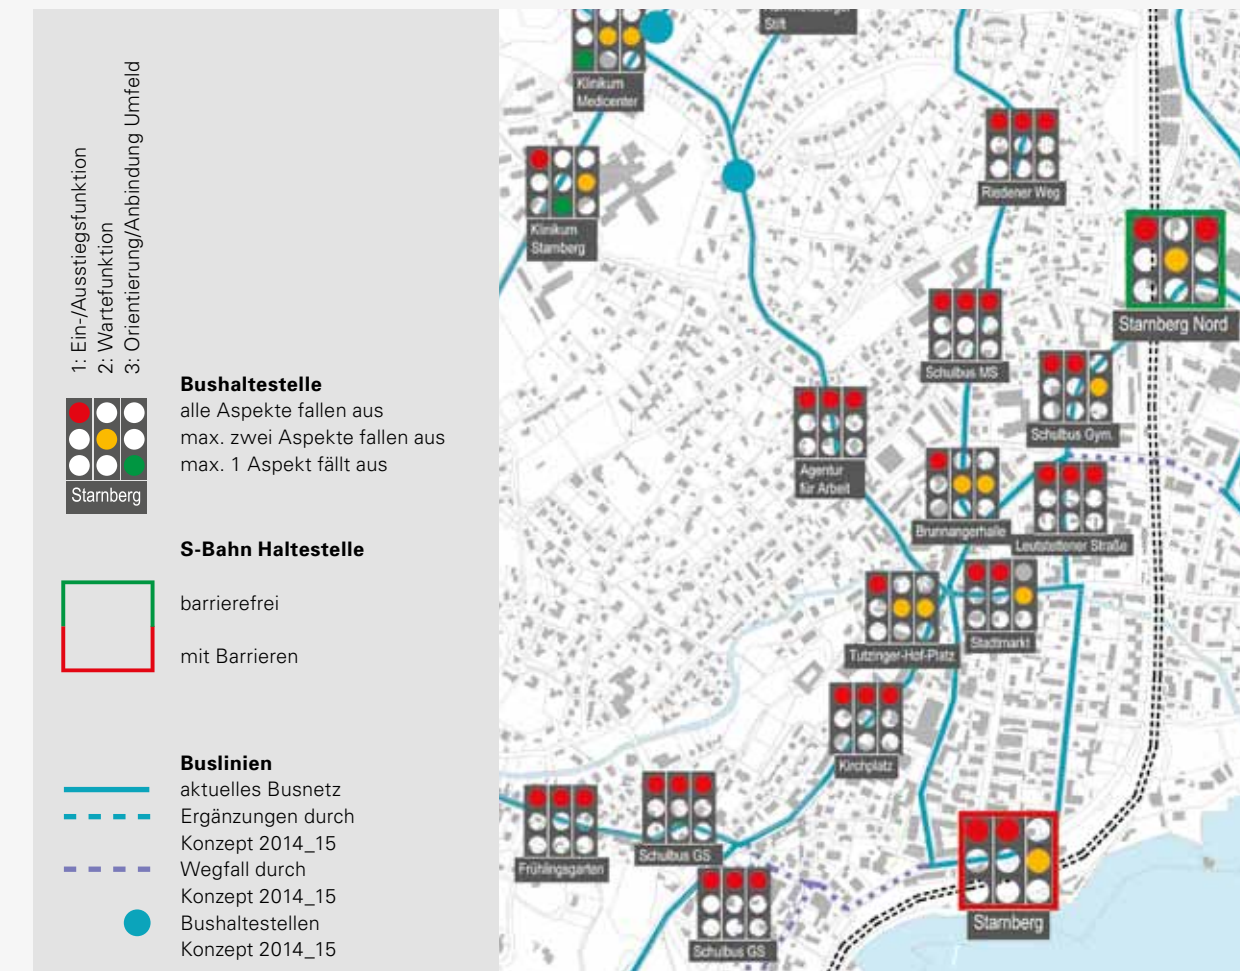 1: Ein-/Ausstiegsfunktion
2: Wartefunktion
3: Orientierung/Anbindung Umfeld
Bushaltestelle
alle Aspekte fallen aus
max. zwei Aspekte fallen aus
max. 1 Aspekt fällt aus
Starnberg
S-Bahn Haltestelle
barrierefrei
mit Barrieren
Buslinien
aktuelles Busnetz
Ergänzungen durch
Konzept 2014_15
Wegfall durch
Konzept 2014_15
Bushaltestellen
Konzept 2014_15
Stift
Klinikum
Medicenter
Klinikum
Starnberg
Riedener Weg
Starnberg Nord
Schulbus MS
Schulbus Gym.
Agentur
für Arbeit
Brunnangerhalle
Leutstettener Straße
Tutzinger-Hof-Platz
Stadtmarkt
Kirchplatz
Frühlingsgarten
Schulbus GS
Schulbus GS
Starnberg